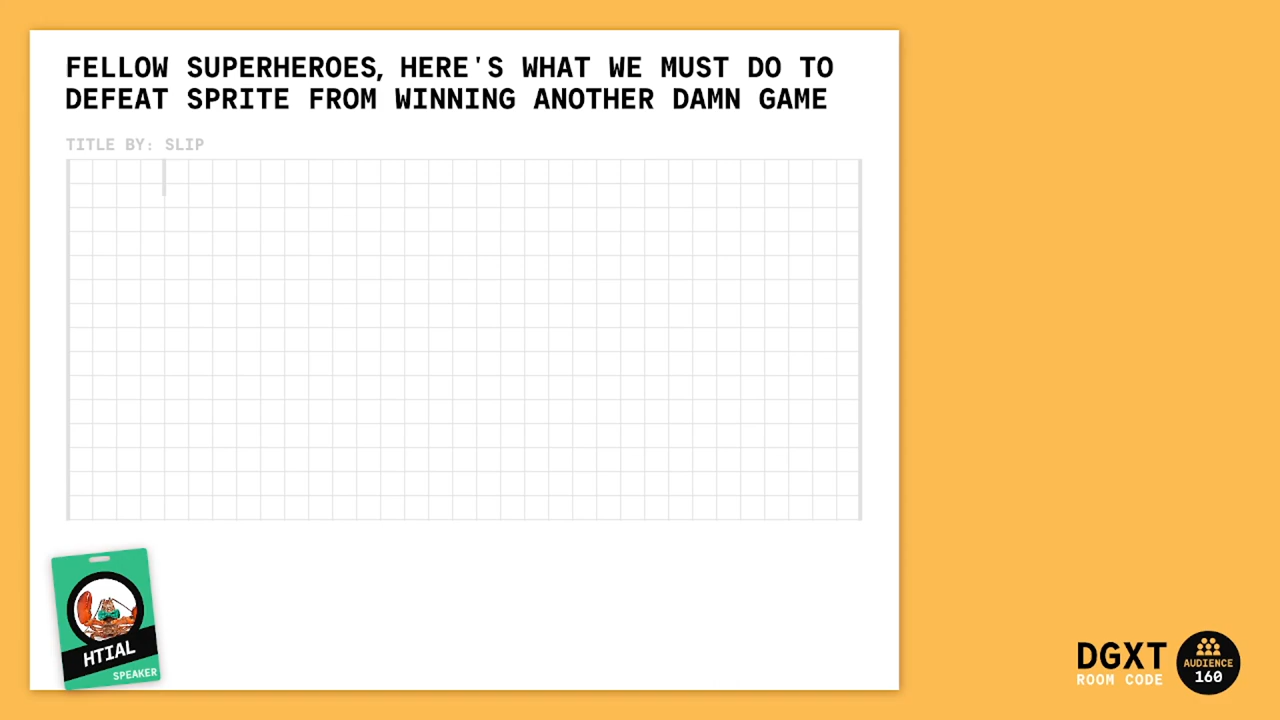 FELLOW SUPERHEROES, HERE'S WHAT WE MUST DO TO
DEFEAT SPRITE FROM WINNING ANOTHER DAMN GAME
TITLE BY: SLIP
HTIAL
SPEAKER
DGXT
ROOM CODE
AUDIENCE
160